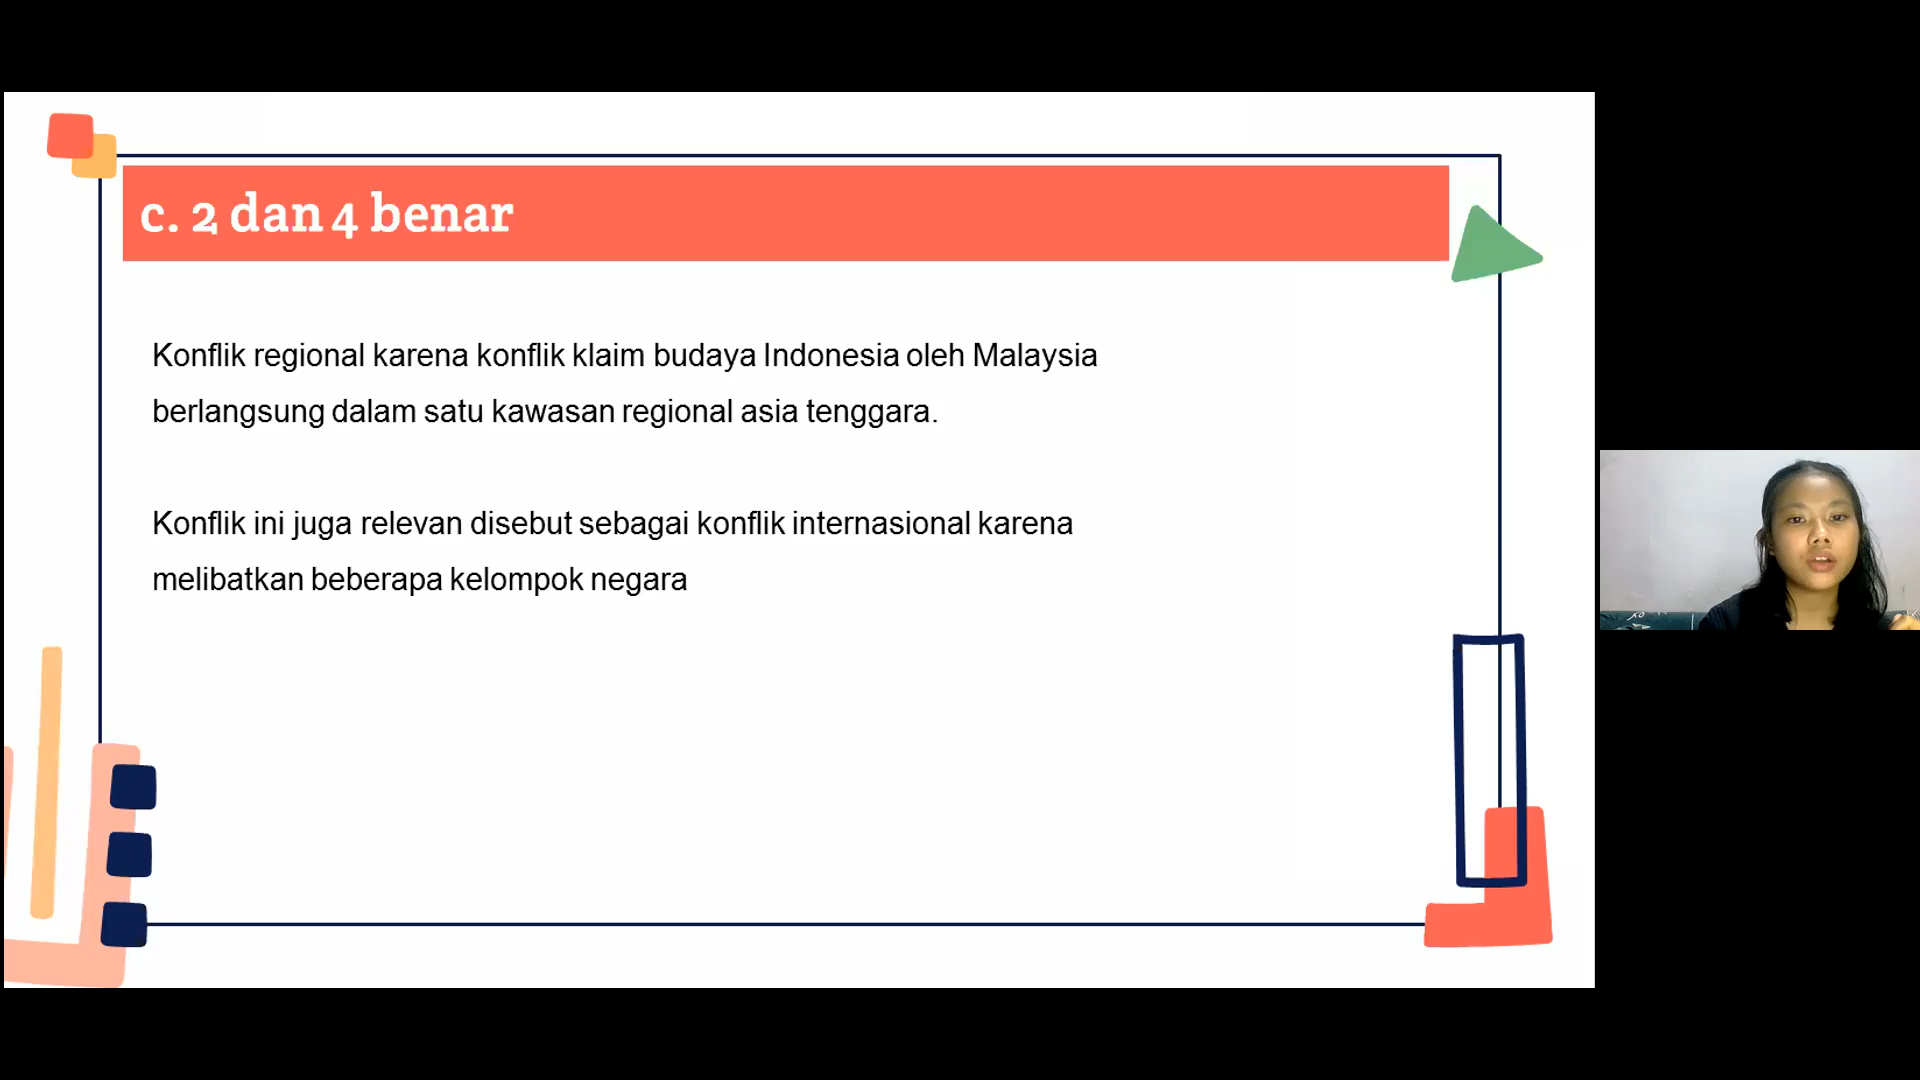 c. 2 dan 4 benar
Konflik regional karena konflik klaim budaya Indonesia oleh Malaysia
berlangsung dalam satu kawasan regional asia tenggara.
Konflik ini juga relevan disebut sebagai konflik internasional karena
melibatkan beberapa kelompok negara